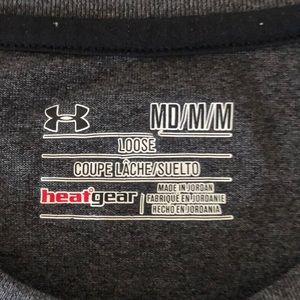 MD/M/M
LOOSE
COUPE LÂCHE/SUELTO
heatgear
MADE IN JORDAN
FABRIQUÉ EN JORDANIE
HECHO EN JORDANIA